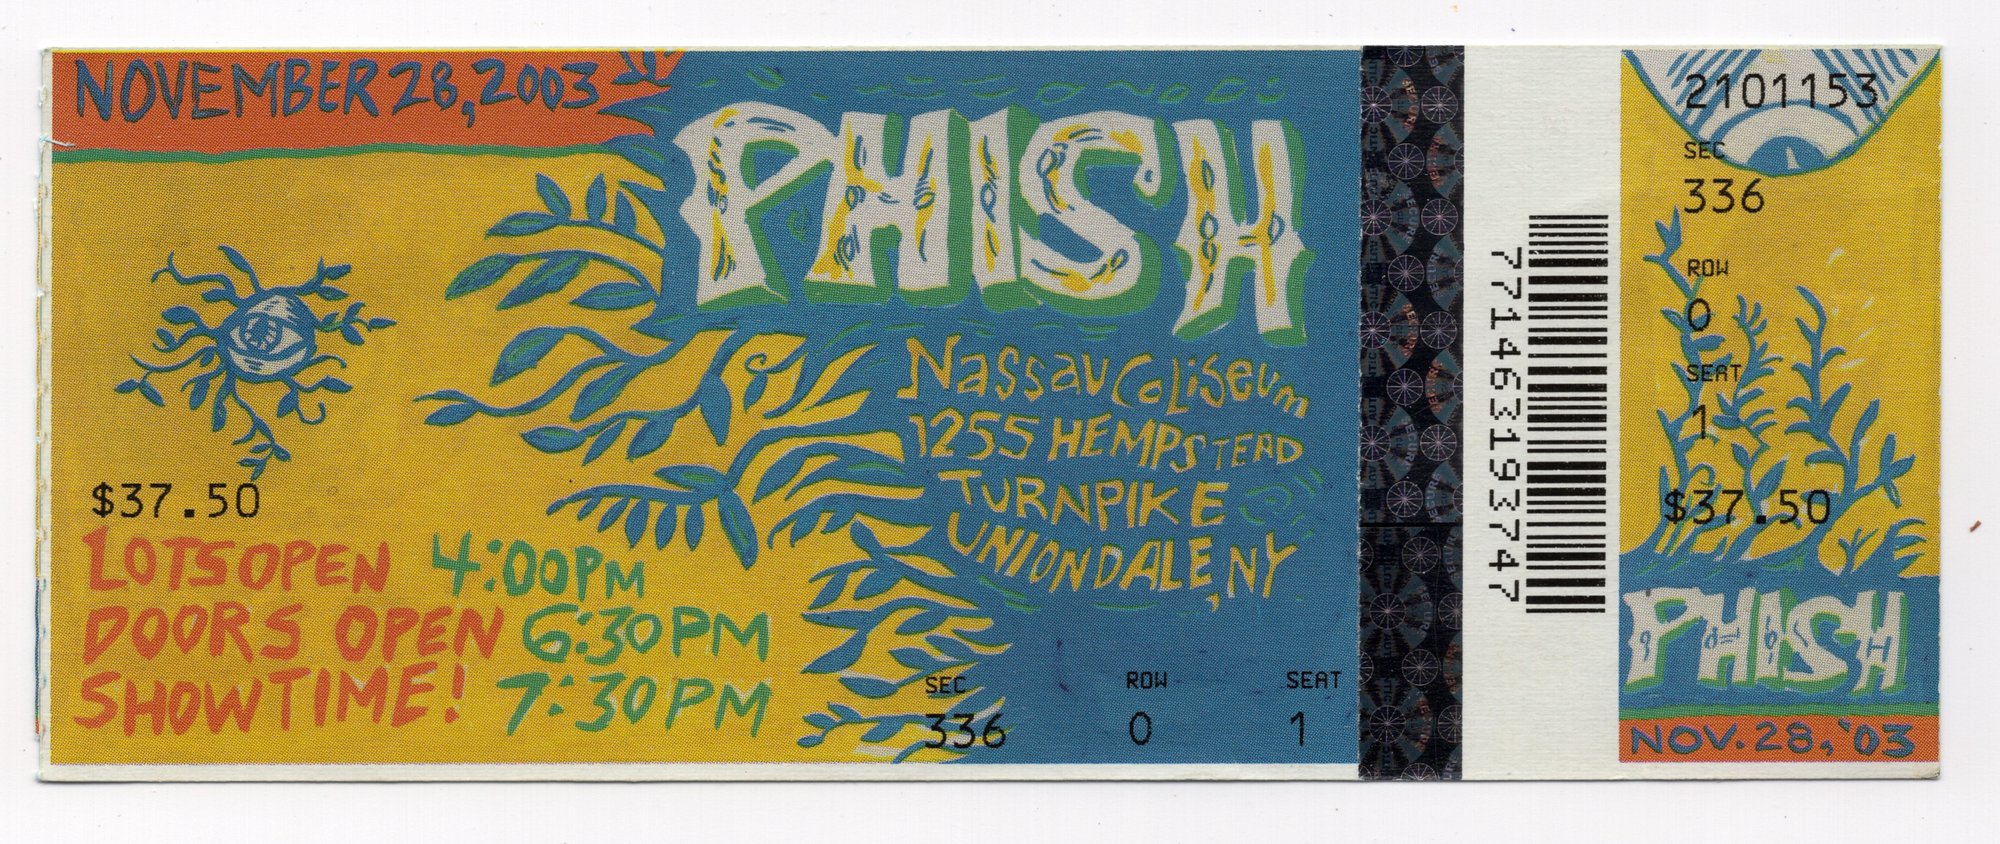 NOVEMBER 28, 2003
PHISH
NASSAU COLISEUM
1255 HEMPSTEAD
TURNPIKE
UNIONDALE, NY
$37.50
LOTS OPEN 4:00PM
DOORS OPEN 6:30PM
SHOWTIME! 7:30PM
SEC ROW SEAT
336 0 1
771463193747
2101153
SEC
336
ROW
0
SEAT
1
$37.50
PHISH
NOV. 28, '03